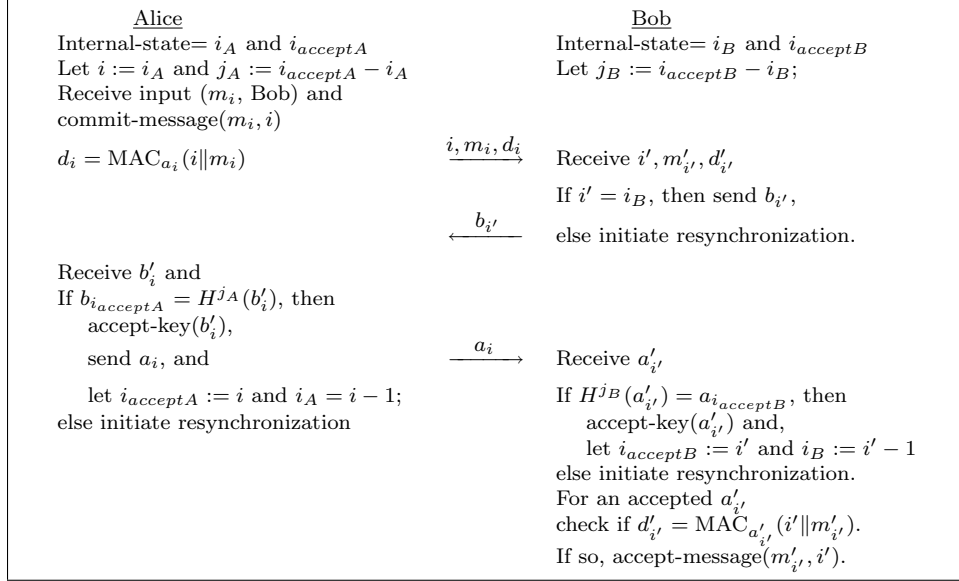 Alice Bob
Internal-state= i_A and i_{acceptA} Internal-state= i_B and i_{acceptB}
Let i := i_A and j_A := i_{acceptA} − i_A Let j_B := i_{acceptB} − i_B;
Receive input (m_i, Bob) and
commit-message(m_i, i)
d_i = MAC_{a_i}(i‖m_i) i, m_i, d_i ⟶ Receive i′, m′_{i′}, d′_{i′}
If i′ = i_B, then send b_{i′},
b_{i′} ⟵ else initiate resynchronization.
Receive b′_i and
If b_{i_{acceptA}} = H^{j_A}(b′_i), then
accept-key(b′_i),
send a_i, and a_i ⟶ Receive a′_{i′}
let i_{acceptA} := i and i_A = i − 1; If H^{j_B}(a′_{i′}) = a_{i_{acceptB}}, then
else initiate resynchronization accept-key(a′_{i′}) and,
let i_{acceptB} := i′ and i_B := i′ − 1
else initiate resynchronization.
For an accepted a′_{i′}
check if d′_{i′} = MAC_{a′_{i′}}(i′‖m′_{i′}).
If so, accept-message(m′_{i′}, i′).